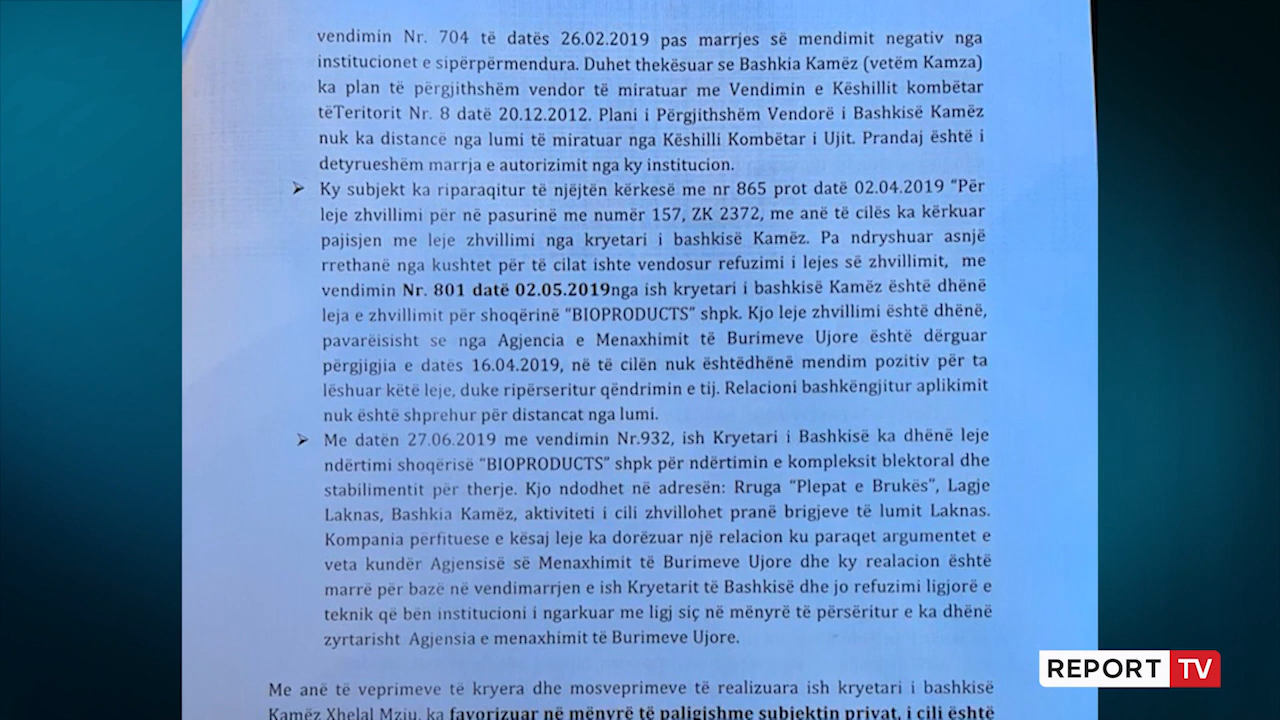 vendimin Nr. 704 të datës 26.02.2019 pas marrjes së mendimit negativ nga
institucionet e sipërpërmendura. Duhet theksuar se Bashkia Kamëz (vetëm Kamza)
ka plan të përgjithshëm vendor të miratuar me Vendimin e Këshillit kombëtar
tëTeritorit Nr. 8 datë 20.12.2012. Plani i Përgjithshëm Vendorë i Bashkisë Kamëz
nuk ka distancë nga lumi të miratuar nga Këshilli Kombëtar i Ujit. Prandaj është i
detyrueshëm marrja e autorizimit nga ky institucion.
➤ Ky subjekt ka riparaqitur të njëjtën kërkesë me nr 865 prot datë 02.04.2019 "Për
leje zhvillimi për në pasurinë me numër 157, ZK 2372, me anë të cilës ka kërkuar
pajisjen me leje zhvillimi nga kryetari i bashkisë Kamëz. Pa ndryshuar asnjë
rrethanë nga kushtet për të cilat ishte vendosur refuzimi i lejes së zhvillimit, me
vendimin Nr. 801 datë 02.05.2019nga ish kryetari i bashkisë Kamëz është dhënë
leja e zhvillimit për shoqërinë "BIOPRODUCTS" shpk. Kjo leje zhvillimi është dhënë,
pavarëisisht se nga Agjencia e Menaxhimit të Burimeve Ujore është dërguar
përgjigjia e datës 16.04.2019, në të cilën nukështëdhënë mendim pozitiv për ta
lëshuar këtë leje, duke ripërseritur qëndrimin e tij. Relacioni bashkëngjitur aplikimit
nuk është shprehur për distancat nga lumi.
➤ Me datën 27.06.2019 me vendimin Nr.932, ish Kryetari i Bashkisë ka dhënë leje
ndërtimi shoqërisë "BIOPRODUCTS" shpk për ndërtimin e kompleksit blektoral dhe
stabilimentit për therje. Kjo ndodhet në adresën: Rruga "Plepat e Brukës", Lagje
Laknas, Bashkia Kamëz, aktiviteti i cili zhvillohet pranë brigjeve të lumit Laknas.
Kompania përfituese e kësaj leje ka dorëzuar një relacion ku paraqet argumentet e
veta kundër Agjensisë së Menaxhimit të Burimeve Ujore dhe ky realacion është
marrë për bazë në vendimarrjen e ish Kryetarit të Bashkisë dhe jo refuzimi ligjorë e
teknik që bën institucioni i ngarkuar me ligj siç në mënyrë të përsëritur e ka dhënë
zyrtarisht Agjensia e menaxhimit të Burimeve Ujore.
Me anë të veprimeve të kryera dhe mosveprimeve të realizuara ish kryetari i bashkisë
Kamëz Xhelal Mziu, ka favorizuar në mënyrë të paligjshme subjektin privat, i cili është
REPORT TV